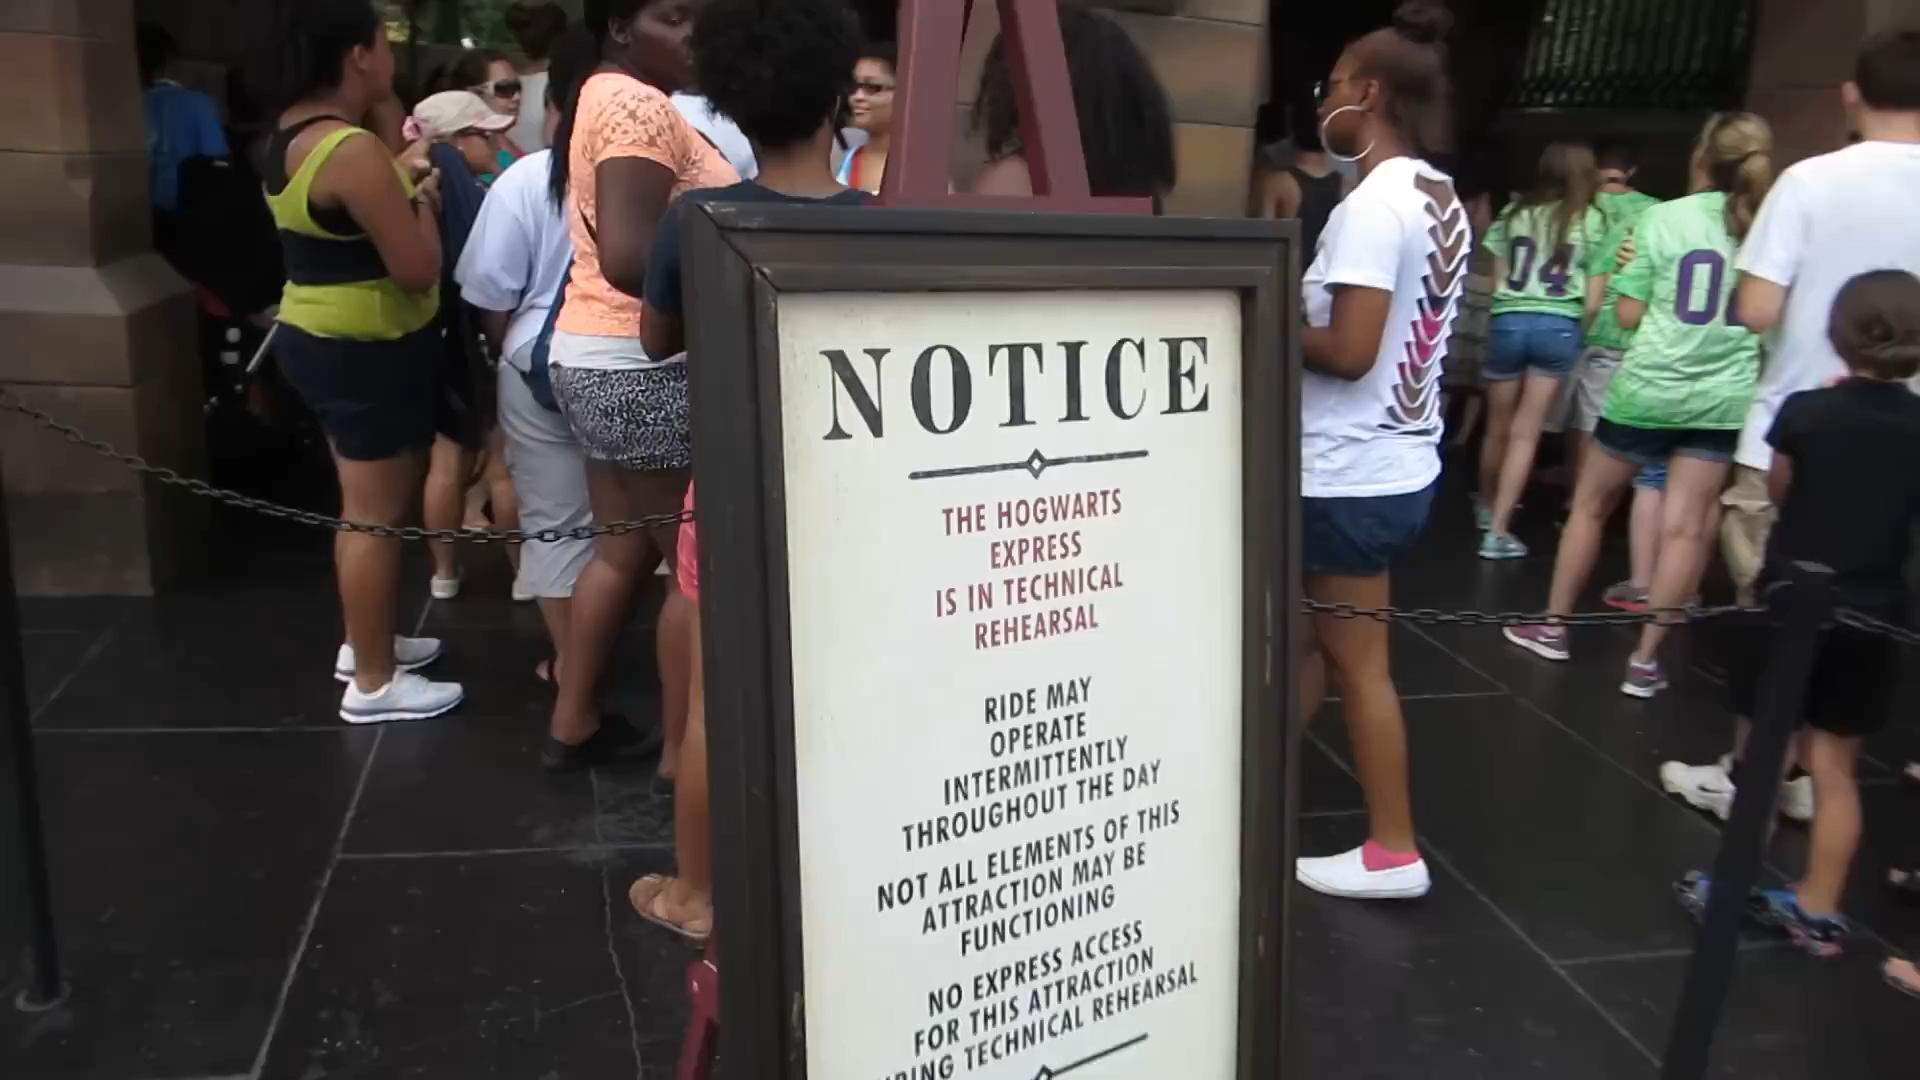 NOTICE
THE HOGWARTS
EXPRESS
IS IN TECHNICAL
REHEARSAL
RIDE MAY
OPERATE
INTERMITTENTLY
THROUGHOUT THE DAY
NOT ALL ELEMENTS OF THIS
ATTRACTION MAY BE
FUNCTIONING
NO EXPRESS ACCESS
FOR THIS ATTRACTION
TECHNICAL REHEARSAL
04